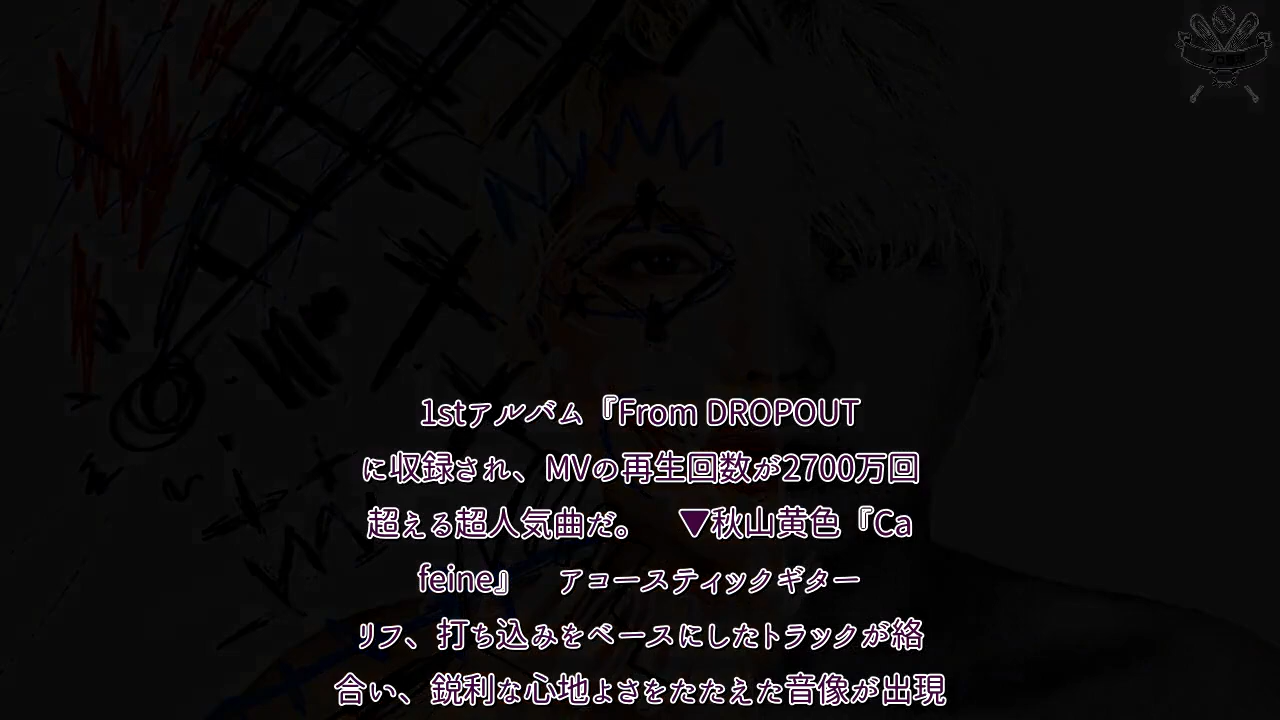 1stアルバム『From DROPOUT
に収録され、MVの再生回数が2700万回
超える超人気曲だ。　▼秋山黄色『Ca
feine』　アコースティックギター
リフ、打ち込みをベースにしたトラックが絡
合い、鋭利な心地よさをたたえた音像が出現